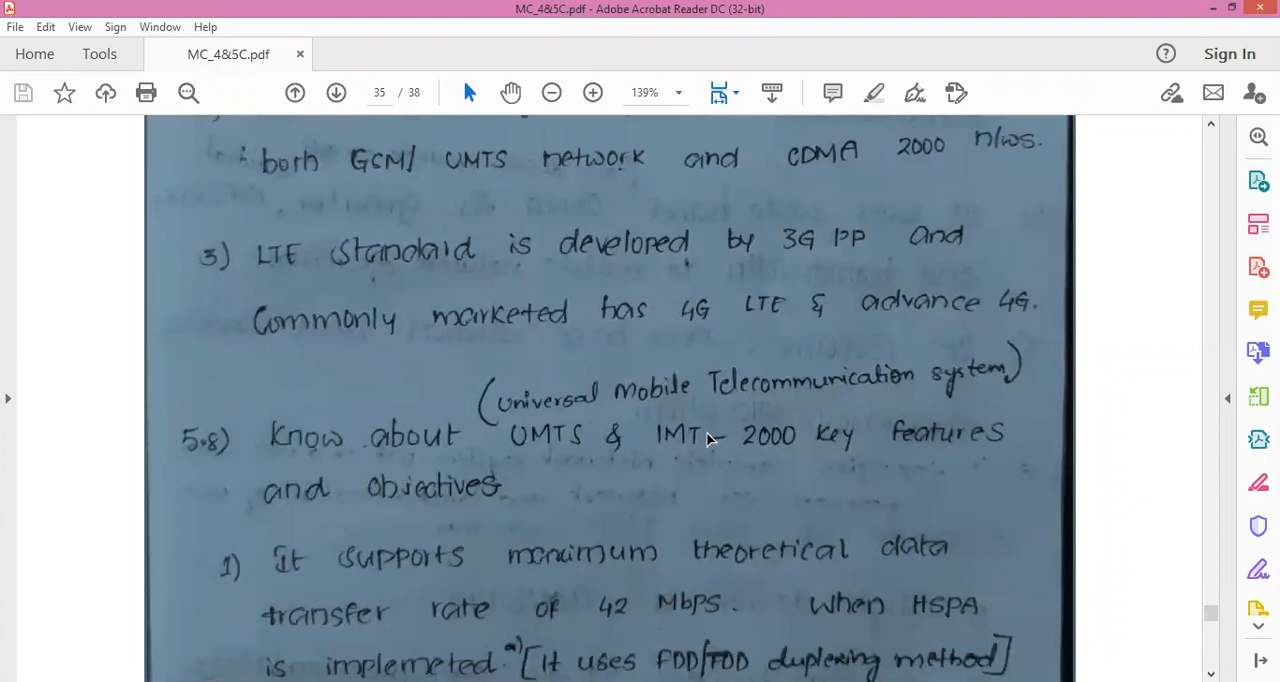 MC_4&5C.pdf - Adobe Acrobat Reader DC (32-bit)
File Edit View Sign Window Help
Home Tools MC_4&5C.pdf × Sign In
35 / 38 139%
both GSM/ UMTS network and CDMA 2000 n/ws.
3) LTE standard is developed by 3G PP and
Commonly marketed has 4G LTE & advance 4G.
(Universal Mobile Telecommunication system)
5.8) Know about UMTS & IMT- 2000 key features
and objectives
1) It supports maximum theoretical data
transfer rate of 42 Mbps. When HSPA
is implemeted. *) [It uses FDD/TDD duplexing method]